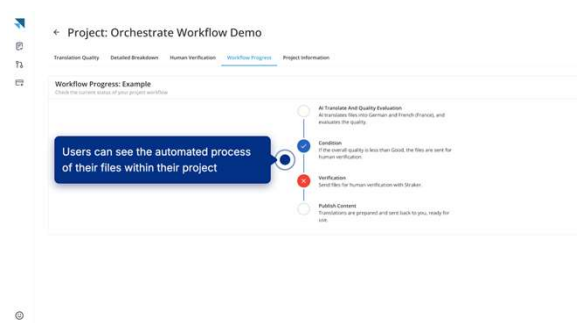 ← Project: Orchestrate Workflow Demo
Translation Quality Detailed Breakdown Human Verification Workflow Progress Project Information
Workflow Progress: Example
Check the current status of your project workflow
AI Translate And Quality Evaluation
AI translates files into German and French (France), and
evaluates the quality.
Condition
If the overall quality is less than Good, the files are sent for
human verification.
Users can see the automated process
of their files within their project
Verification
Send files for human verification with Straker.
Publish Content
Translations are prepared and sent back to you, ready for
use.